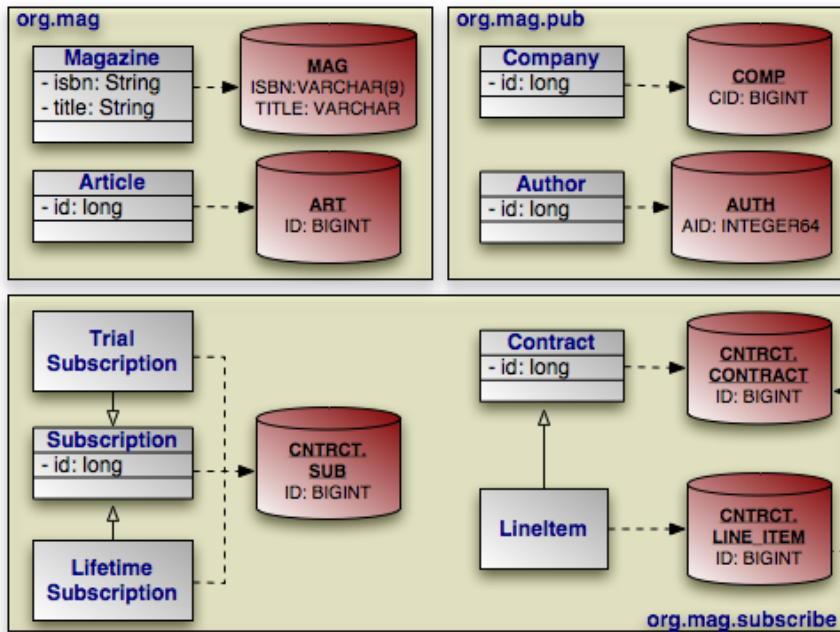 org.mag
Magazine
- isbn: String
- title: String
MAG
ISBN:VARCHAR(9)
TITLE: VARCHAR
Article
- id: long
ART
ID: BIGINT
org.mag.pub
Company
- id: long
COMP
CID: BIGINT
Author
- id: long
AUTH
AID: INTEGER64
Trial
Subscription
Subscription
- id: long
Lifetime
Subscription
CNTRCT.
SUB
ID: BIGINT
Contract
- id: long
CNTRCT.
CONTRACT
ID: BIGINT
LineItem
CNTRCT.
LINE_ITEM
ID: BIGINT
org.mag.subscribe